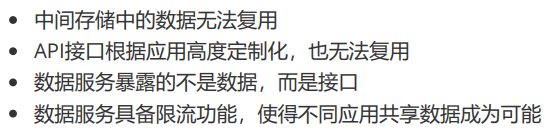 • 中间存储中的数据无法复用
• API接口根据应用高度定制化，也无法复用
• 数据服务暴露的不是数据，而是接口
• 数据服务具备限流功能，使得不同应用共享数据成为可能